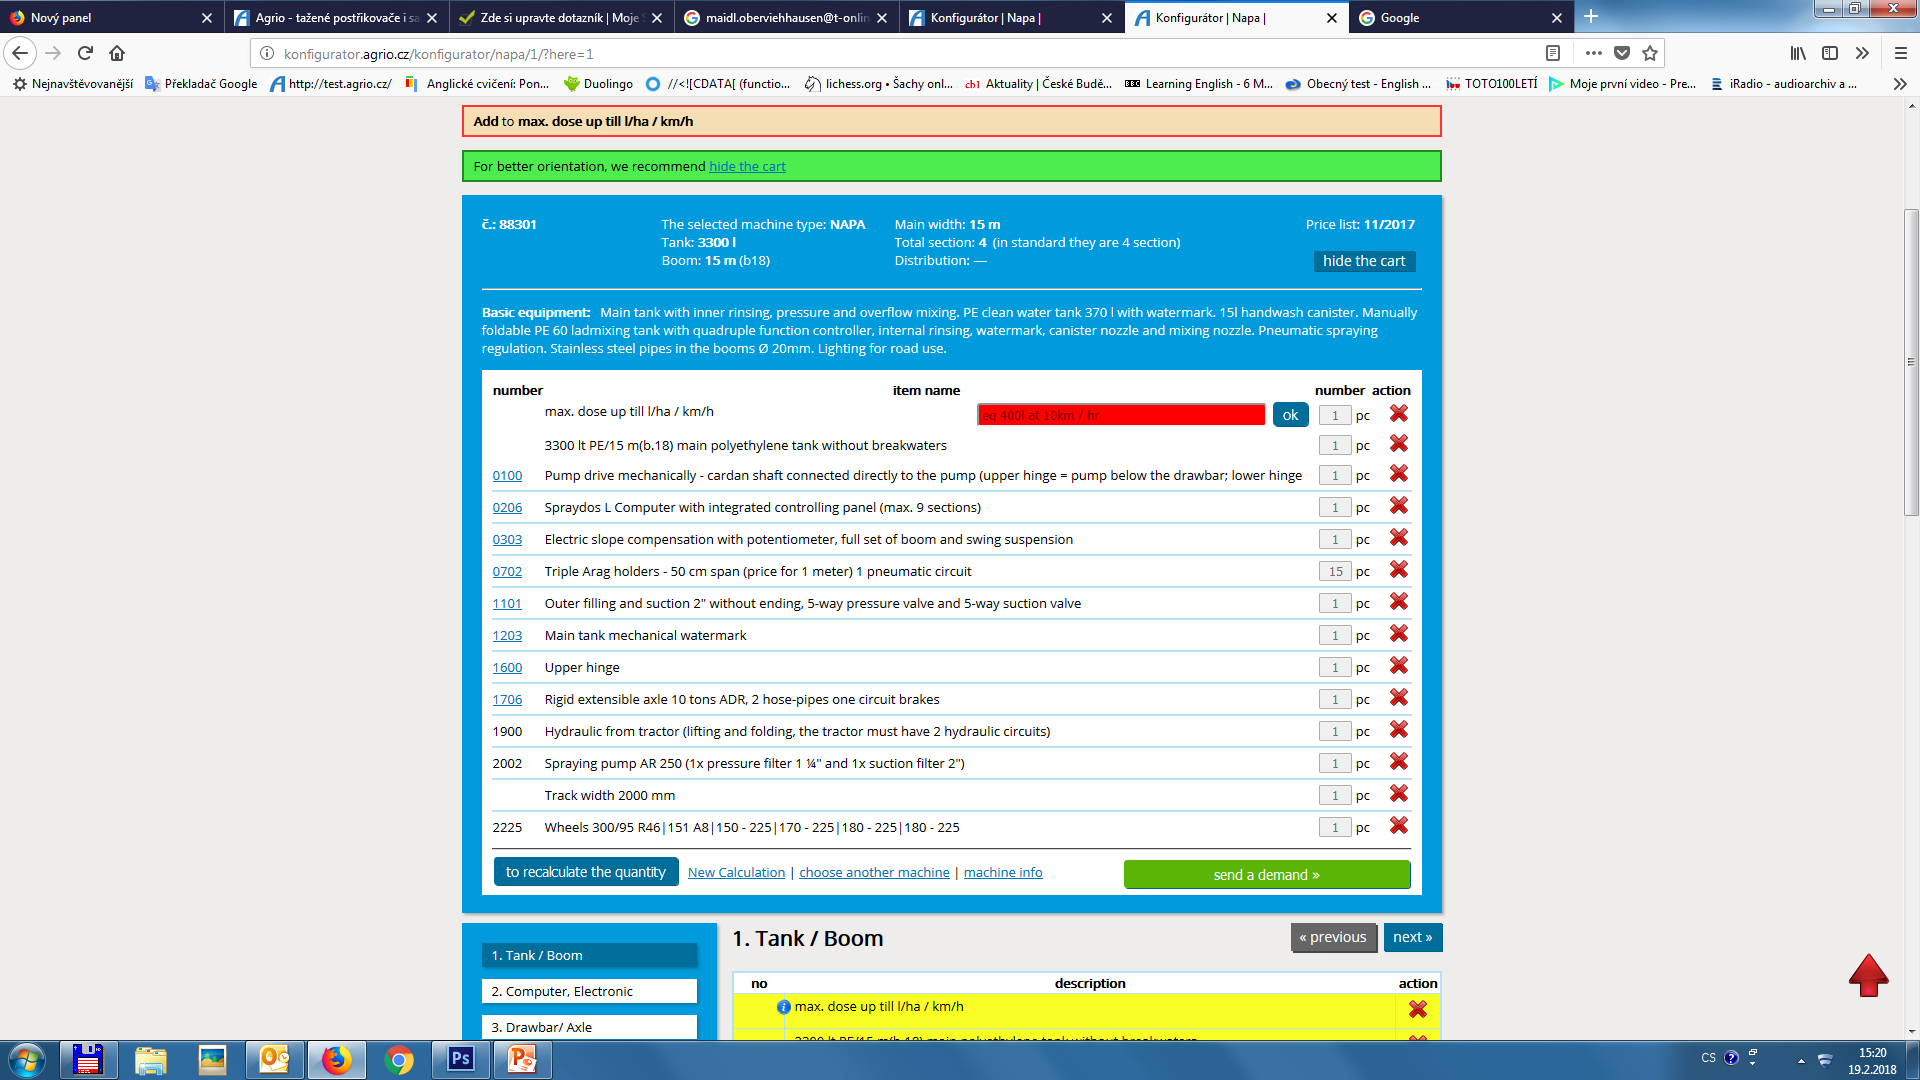 Nový panel
Agrio - tažené postřikovače i sa
Zde si upravte dotazník | Moje S
maidl.oberviehhausen@t-onlin
Konfigurátor | Napa |
Konfigurátor | Napa |
Google
konfigurator.agrio.cz/konfigurator/napa/1/?here=1
Nejnavštěvovanější
Překladač Google
http://test.agrio.cz/
Anglické cvičení: Pon...
Duolingo
//<![CDATA[ (functio...
lichess.org • Šachy onl...
cb1 Aktuality | České Budě...
BBC Learning English - 6 M...
Obecný test - English ...
TOTO100LETÍ
Moje první video - Pre...
iRadio - audioarchiv a ...
Add to max. dose up till l/ha / km/h
For better orientation, we recommend hide the cart
č.: 88301
The selected machine type: NAPA
Tank: 3300 l
Boom: 15 m (b18)
Main width: 15 m
Total section: 4 (in standard they are 4 section)
Distribution: —
Price list: 11/2017
hide the cart
Basic equipment: Main tank with inner rinsing, pressure and overflow mixing. PE clean water tank 370 l with watermark. 15l handwash canister. Manually
foldable PE 60 ladmixing tank with quadruple function controller, internal rinsing, watermark, canister nozzle and mixing nozzle. Pneumatic spraying
regulation. Stainless steel pipes in the booms Ø 20mm. Lighting for road use.
number item name number action
max. dose up till l/ha / km/h eq 400l at 10km / hr ok 1 pc
3300 lt PE/15 m(b.18) main polyethylene tank without breakwaters 1 pc
0100 Pump drive mechanically - cardan shaft connected directly to the pump (upper hinge = pump below the drawbar; lower hinge 1 pc
0206 Spraydos L Computer with integrated controlling panel (max. 9 sections) 1 pc
0303 Electric slope compensation with potentiometer, full set of boom and swing suspension 1 pc
0702 Triple Arag holders - 50 cm span (price for 1 meter) 1 pneumatic circuit 15 pc
1101 Outer filling and suction 2" without ending, 5-way pressure valve and 5-way suction valve 1 pc
1203 Main tank mechanical watermark 1 pc
1600 Upper hinge 1 pc
1706 Rigid extensible axle 10 tons ADR, 2 hose-pipes one circuit brakes 1 pc
1900 Hydraulic from tractor (lifting and folding, the tractor must have 2 hydraulic circuits) 1 pc
2002 Spraying pump AR 250 (1x pressure filter 1 ¼" and 1x suction filter 2") 1 pc
Track width 2000 mm 1 pc
2225 Wheels 300/95 R46|151 A8|150 - 225|170 - 225|180 - 225|180 - 225 1 pc
to recalculate the quantity New Calculation | choose another machine | machine info send a demand »
1. Tank / Boom
2. Computer, Electronic
3. Drawbar/ Axle
1. Tank / Boom
« previous next »
no description action
max. dose up till l/ha / km/h
3300 lt PE/15 m(b.18) main polyethylene tank without breakwaters
Ps
CS
15:20
19.2.2018